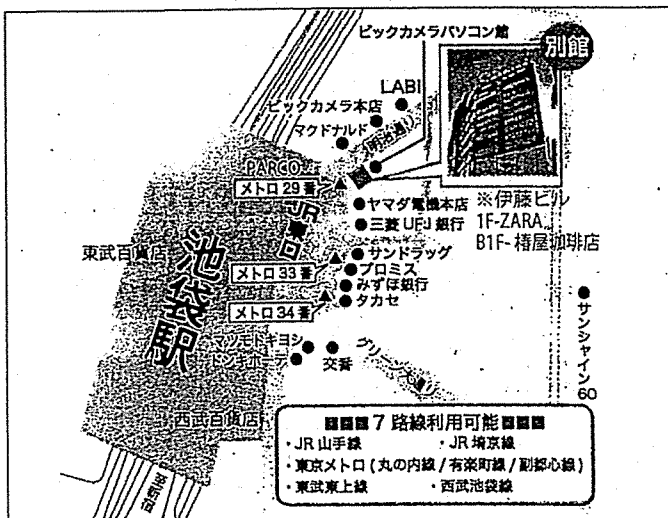 ビックカメラパソコン館
別館
LABI
ビックカメラ本店
マクドナルド
明治通り
PARCO
メトロ29番
JR東口
ヤマダ電機本店
三菱UFJ銀行
※伊藤ビル
1F-ZARA
B1F-椿屋珈琲店
東武百貨店
池袋駅
サンドラッグ
メトロ33番
プロミス
みずほ銀行
メトロ34番
タカセ
マツモトキヨシ
ドンキホーテ
交番
グリーン大通り
サンシャイン60
西武百貨店
7路線利用可能
・JR山手線
・JR埼京線
・東京メトロ(丸の内線/有楽町線/副都心線)
・東武東上線
・西武池袋線